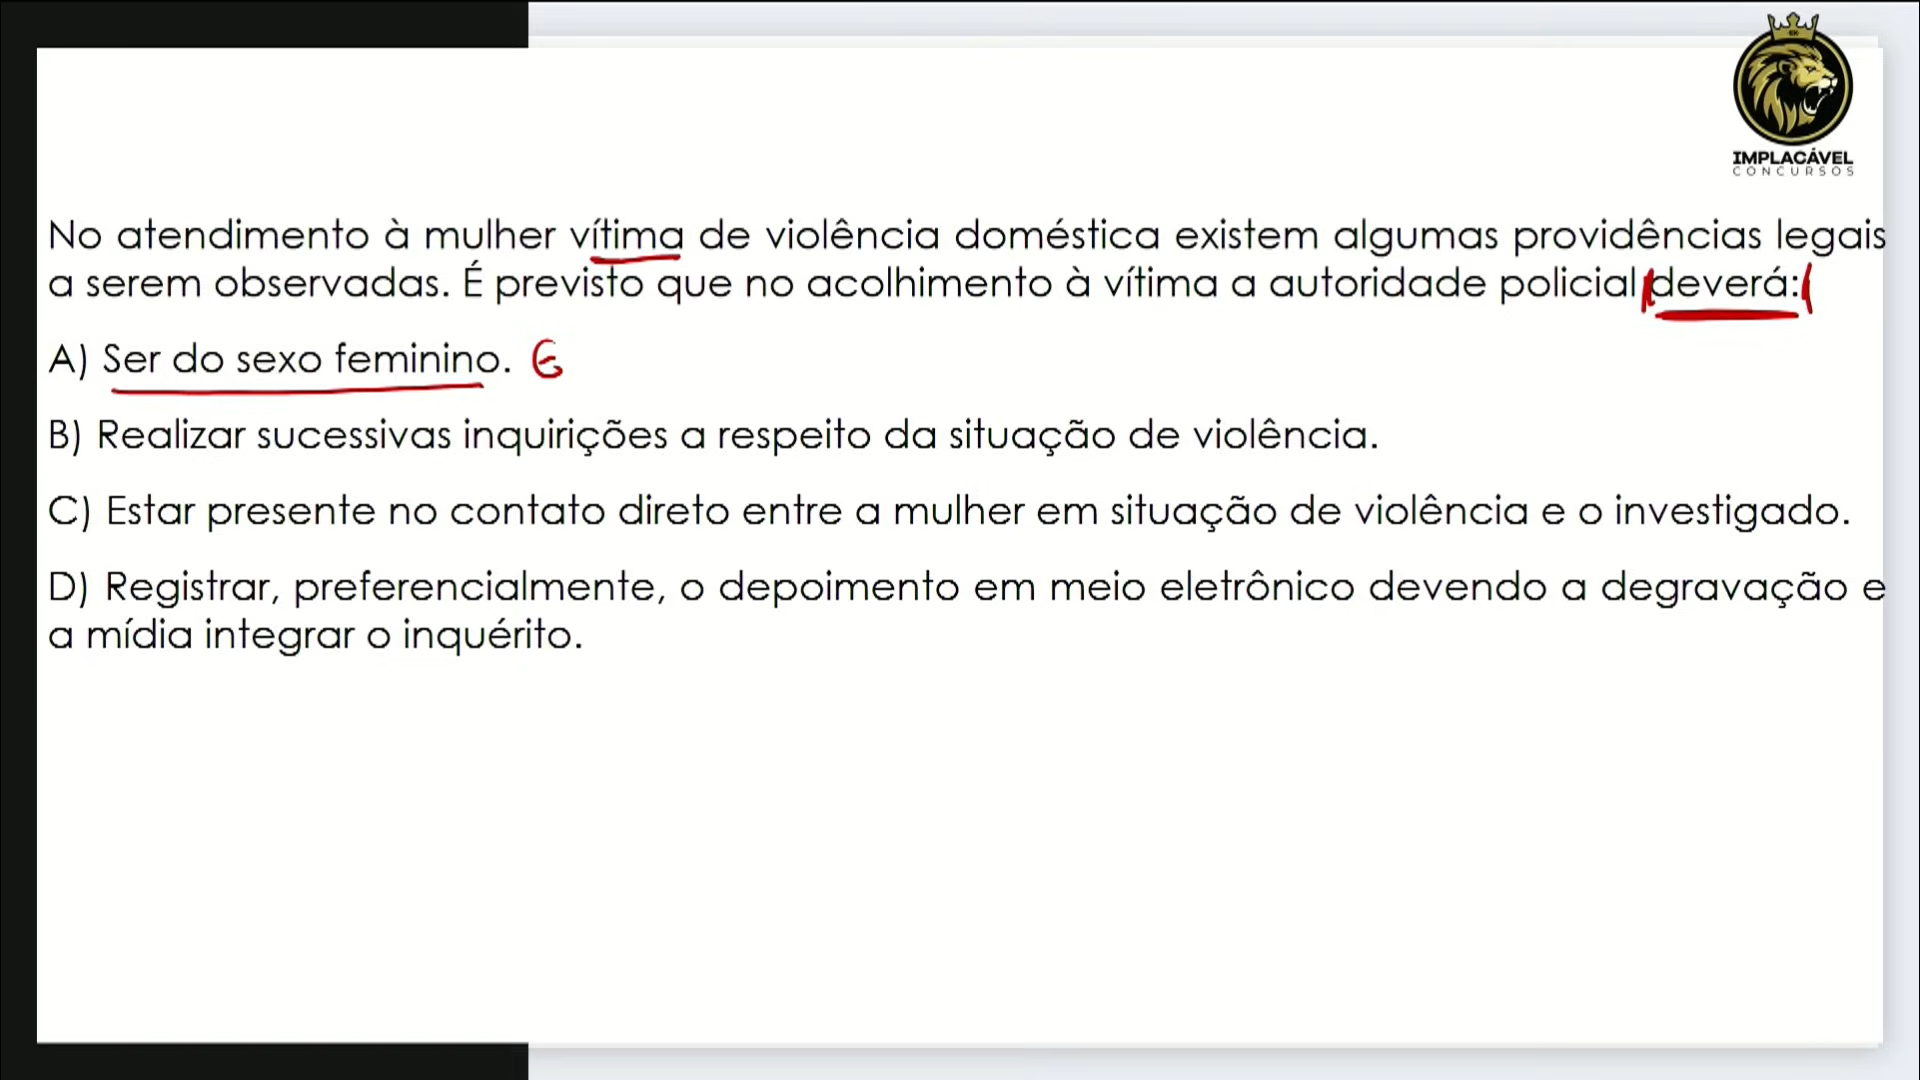 IMPLACÁVEL
CONCURSOS
No atendimento à mulher vítima de violência doméstica existem algumas providências legais
a serem observadas. É previsto que no acolhimento à vítima a autoridade policial deverá:
A) Ser do sexo feminino. E
B) Realizar sucessivas inquirições a respeito da situação de violência.
C) Estar presente no contato direto entre a mulher em situação de violência e o investigado.
D) Registrar, preferencialmente, o depoimento em meio eletrônico devendo a degravação e
a mídia integrar o inquérito.